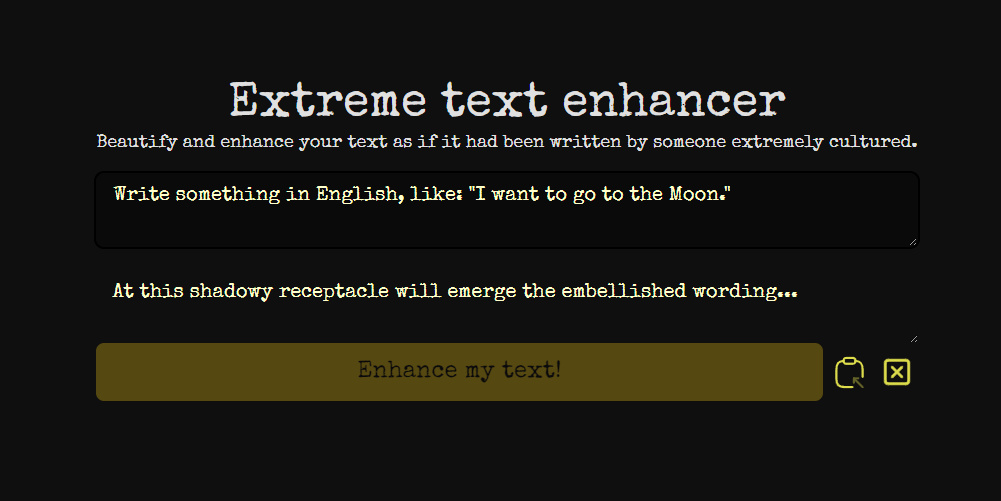 Extreme text enhancer
Beautify and enhance your text as if it had been written by someone extremely cultured.
Write something in English, like: "I want to go to the Moon."
At this shadowy receptacle will emerge the embellished wording...
Enhance my text!